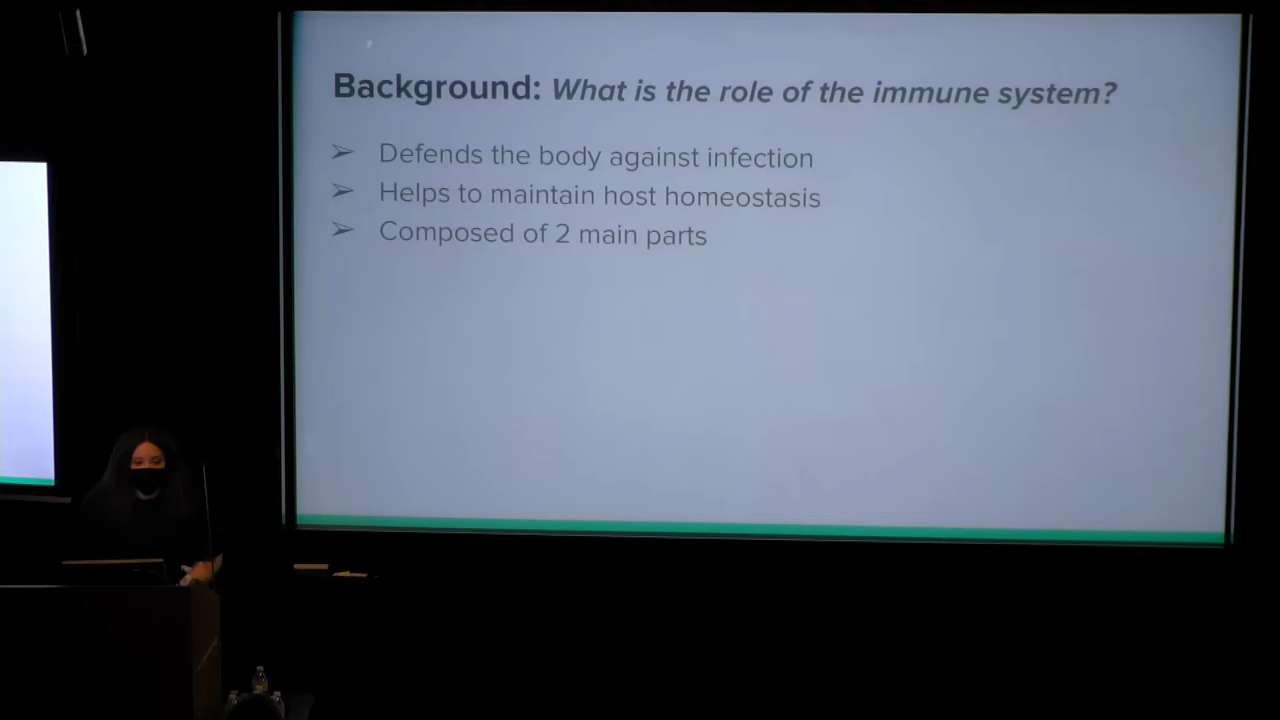 Background: What is the role of the immune system?
➢ Defends the body against infection
➢ Helps to maintain host homeostasis
➢ Composed of 2 main parts